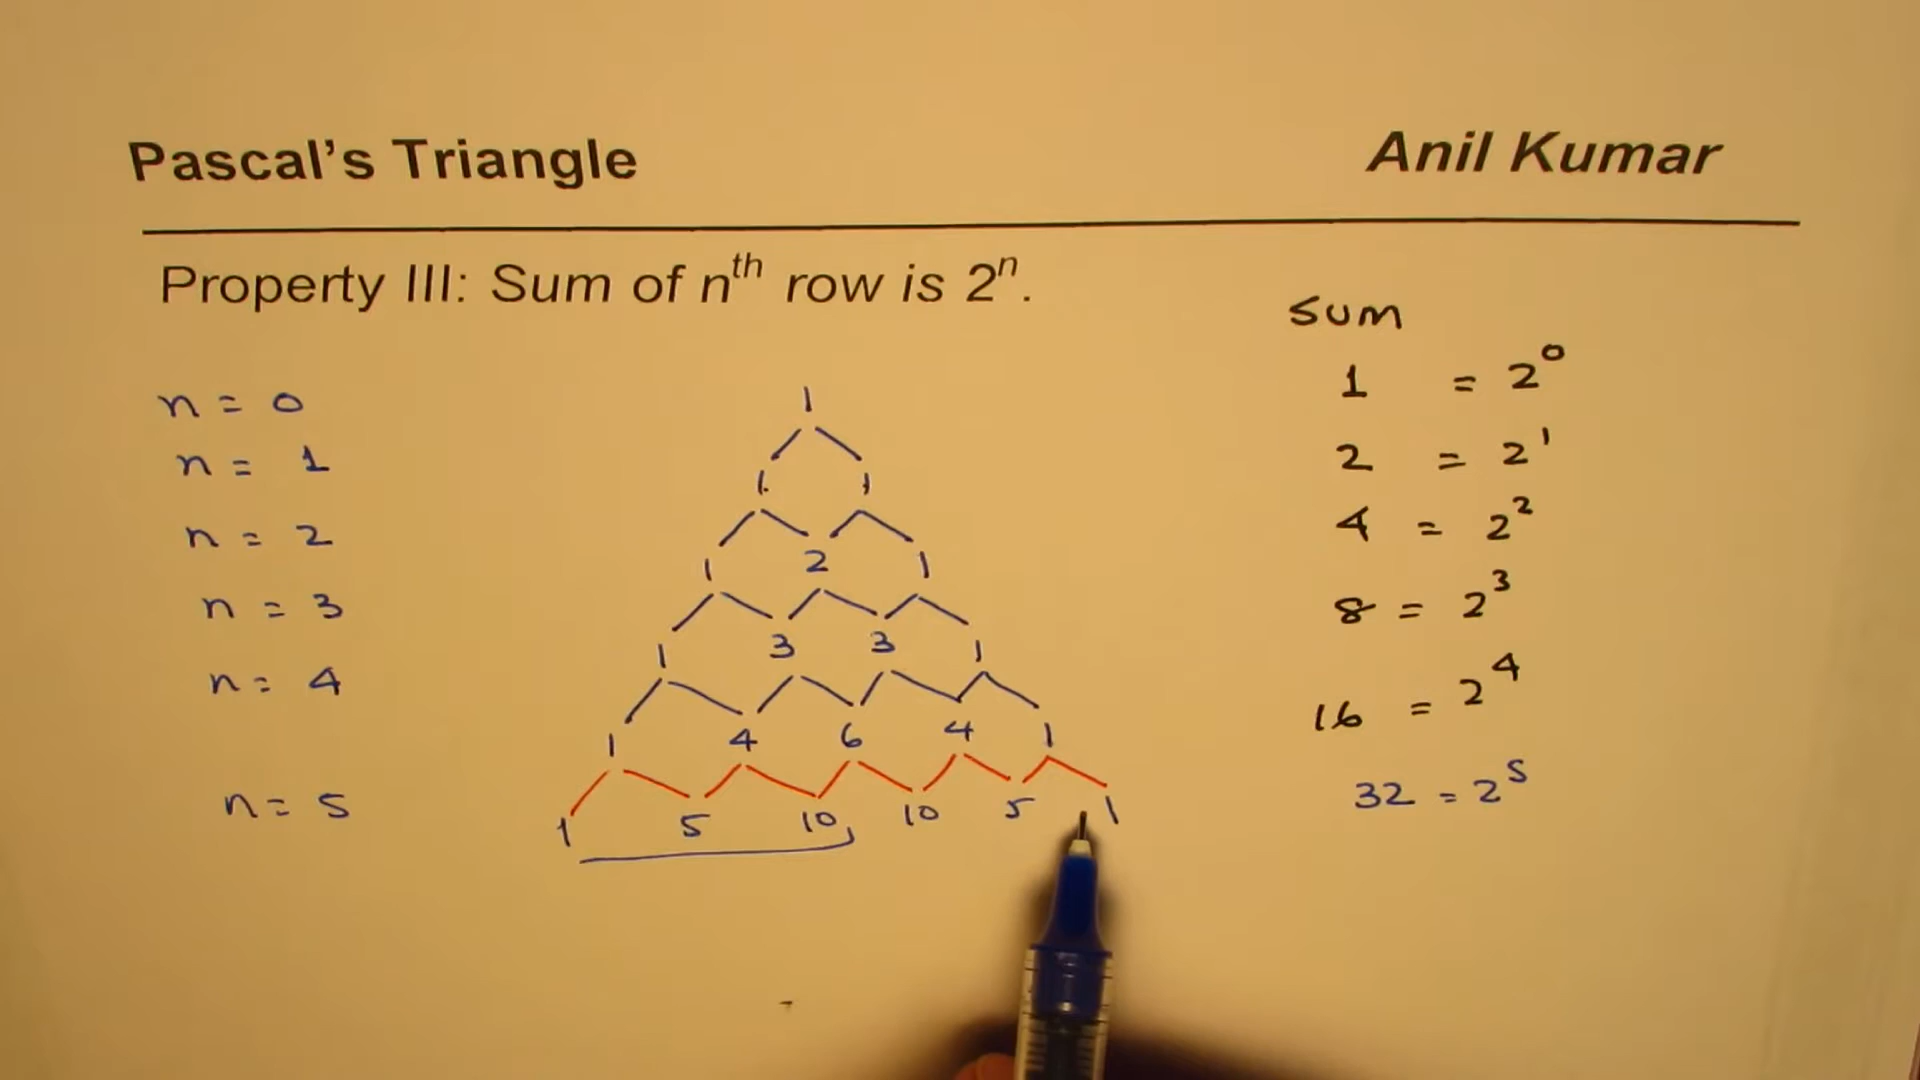 Pascal's Triangle
Anil Kumar
Property III: Sum of nᵗʰ row is 2ⁿ.
sum
n = 0 1 1 = 2⁰
n = 1 1 1 2 = 2¹
n = 2 1 2 1 4 = 2²
n = 3 1 3 3 1 8 = 2³
n = 4 1 4 6 4 1 16 = 2⁴
n = 5 1 5 10 10 5 1 32 = 2⁵